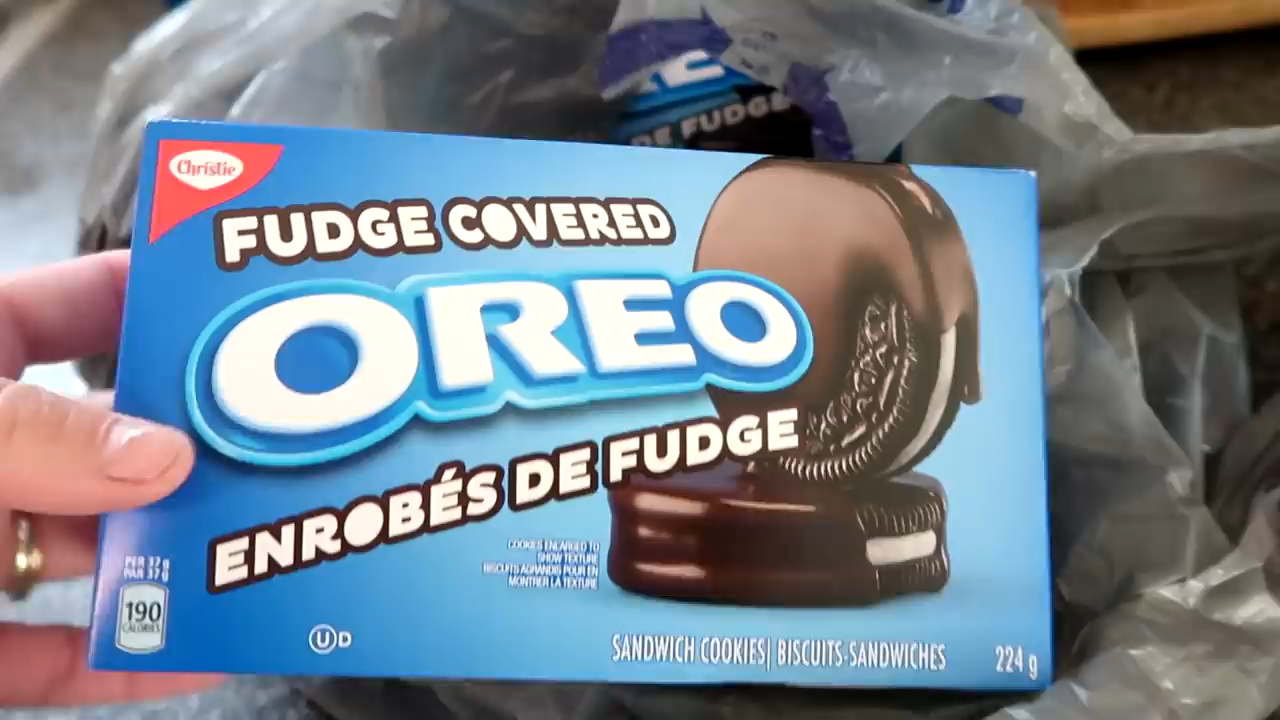 DE FUDGE
Christie
FUDGE COVERED
OREO
ENROBÉS DE FUDGE
COOKIES ENLARGED TO
SHOW TEXTURE
BISCUITS AGRANDIS POUR EN
MONTRER LA TEXTURE
PER 37 g
PAR 37 g
190
CALORIES
U D
SANDWICH COOKIES| BISCUITS-SANDWICHES
224 g